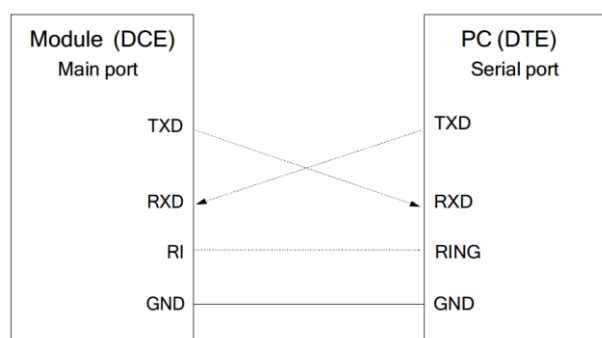 Module (DCE)
Main port
TXD
RXD
RI
GND
PC (DTE)
Serial port
TXD
RXD
RING
GND